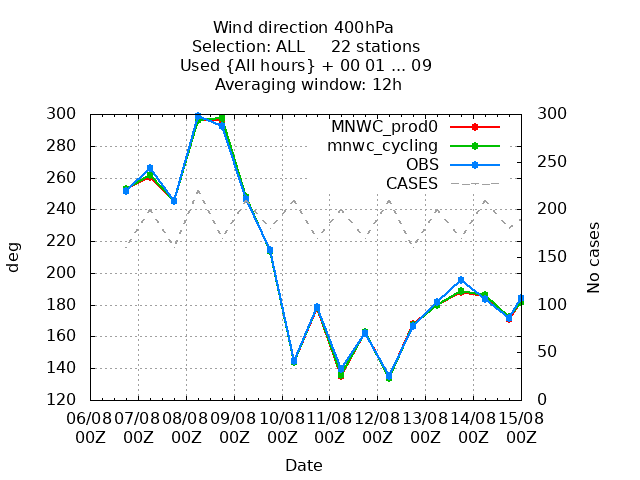 Wind direction 400hPa
Selection: ALL     22 stations
Used {All hours} + 00 01 ... 09
Averaging window: 12h
MNWC_prod0
mnwc_cycling
OBS
CASES
300
280
260
240
220
200
180
160
140
120
deg
300
250
200
150
100
50
0
No cases
06/08 07/08 08/08 09/08 10/08 11/08 12/08 13/08 14/08 15/08
00Z 00Z 00Z 00Z 00Z 00Z 00Z 00Z 00Z 00Z
Date